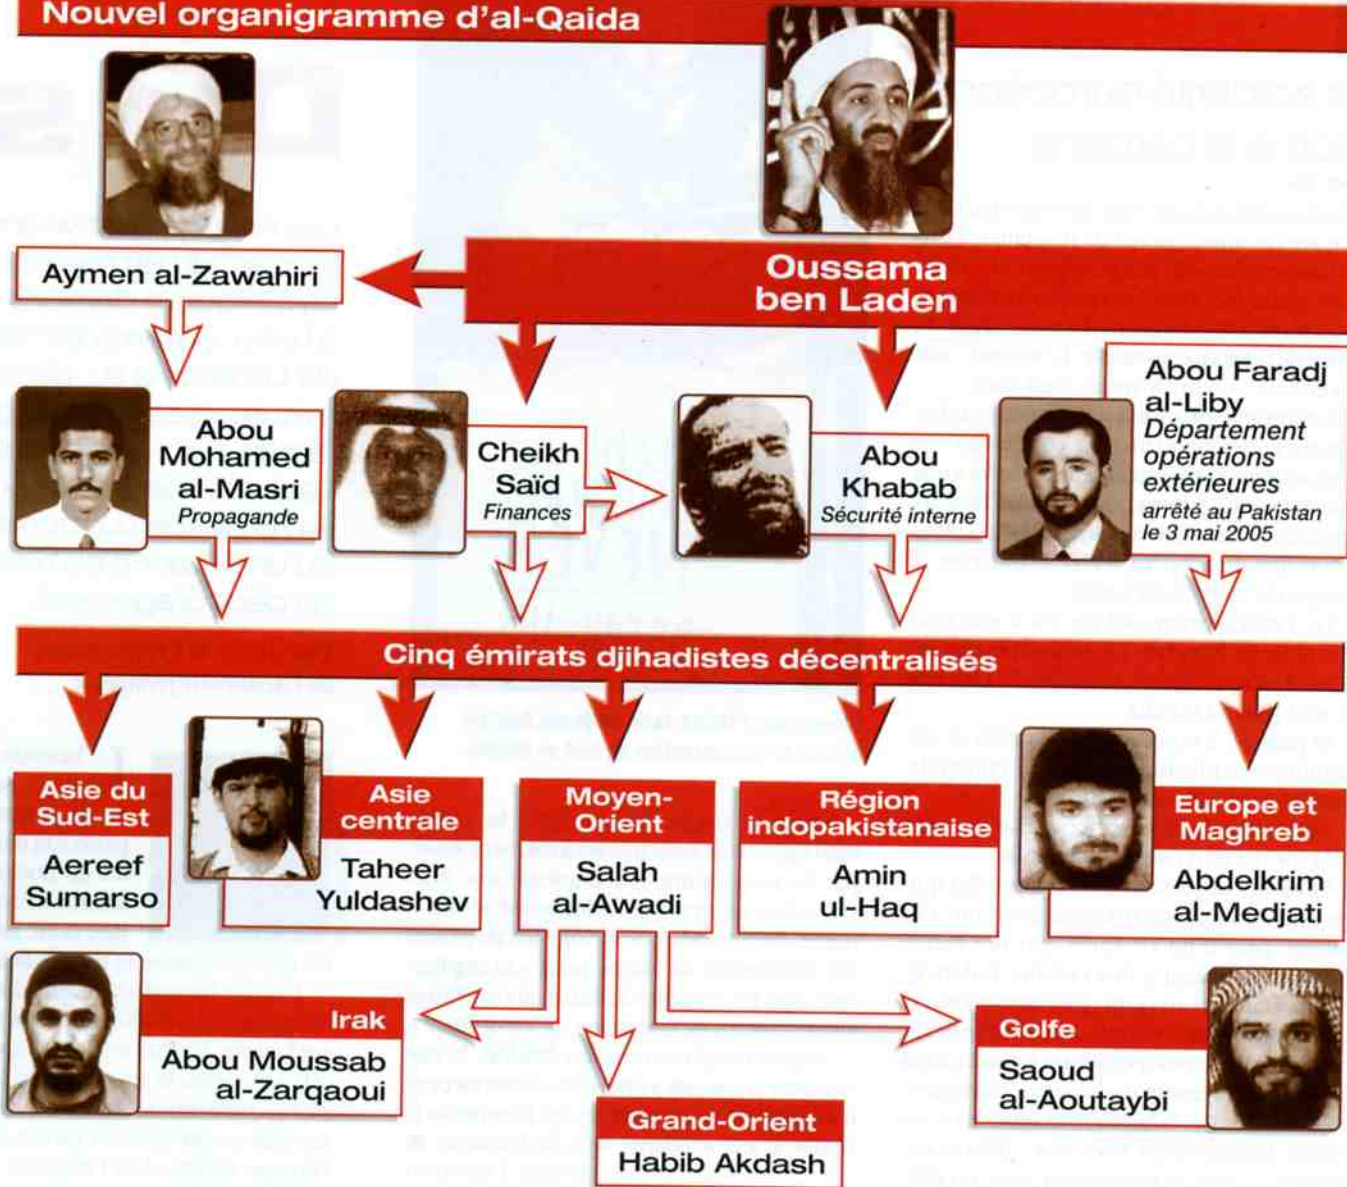 Nouvel organigramme d'al-Qaida
Aymen al-Zawahiri
Oussama
ben Laden
Abou
Mohamed
al-Masri
Propagande
Cheikh
Saïd
Finances
Abou
Khabab
Sécurité interne
Abou Faradj
al-Liby
Département
opérations
extérieures
arrêté au Pakistan
le 3 mai 2005
Cinq émirats djihadistes décentralisés
Asie du
Sud-Est
Aereef
Sumarso
Asie
centrale
Taheer
Yuldashev
Moyen-
Orient
Salah
al-Awadi
Région
indopakistanaise
Amin
ul-Haq
Europe et
Maghreb
Abdelkrim
al-Medjati
Irak
Abou Moussab
al-Zarqaoui
Grand-Orient
Habib Akdash
Golfe
Saoud
al-Aoutaybi